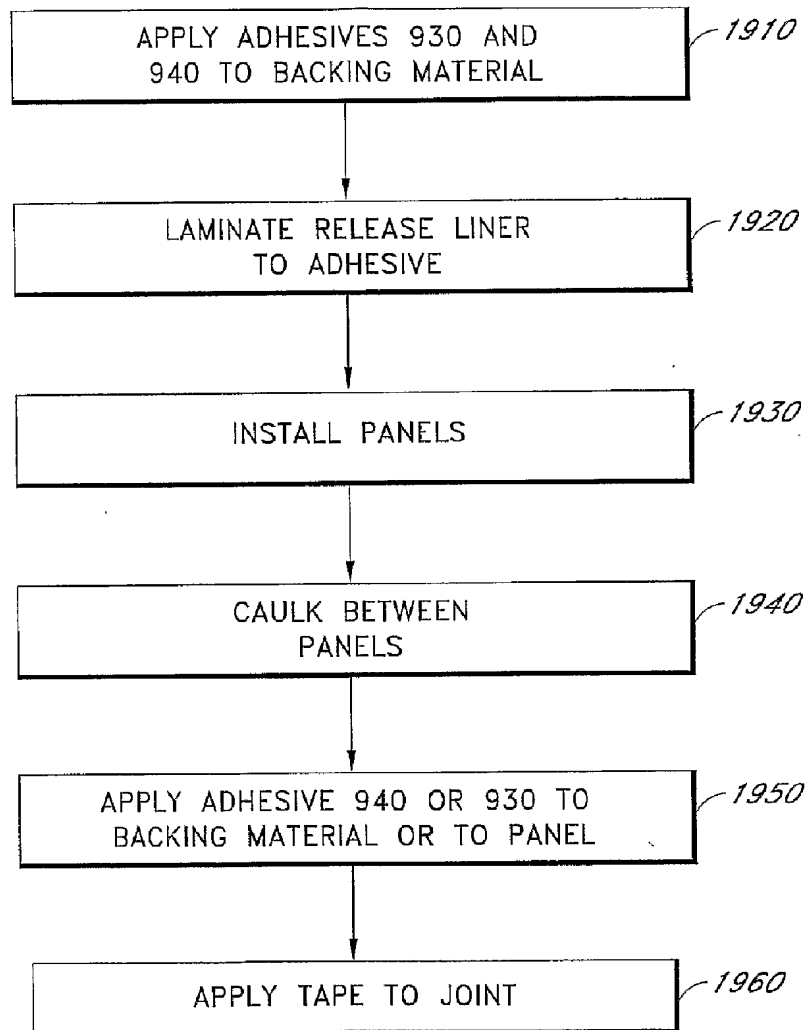 APPLY ADHESIVES 930 AND
940 TO BACKING MATERIAL
1910
LAMINATE RELEASE LINER
TO ADHESIVE
1920
INSTALL PANELS
1930
CAULK BETWEEN
PANELS
1940
APPLY ADHESIVE 940 OR 930 TO
BACKING MATERIAL OR TO PANEL
1950
APPLY TAPE TO JOINT
1960